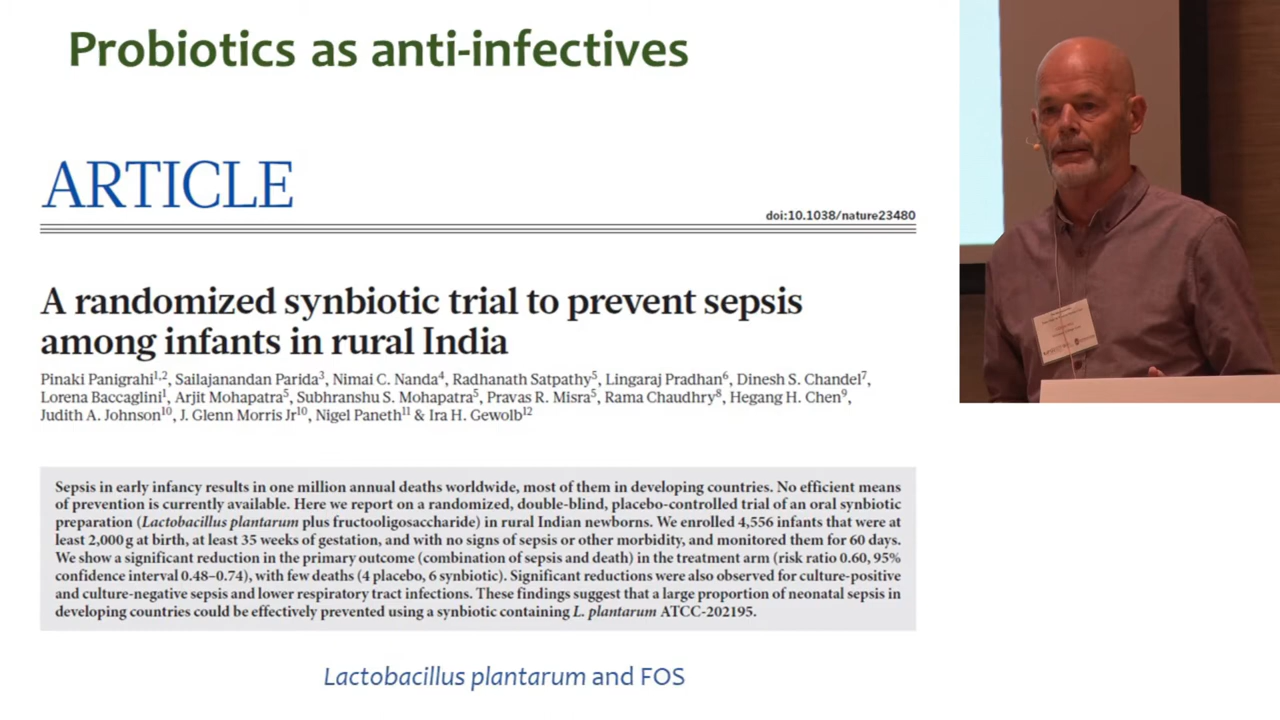 Probiotics as anti-infectives
ARTICLE
doi:10.1038/nature23480
A randomized synbiotic trial to prevent sepsis
among infants in rural India
Pinaki Panigrahi1,2, Sailajanandan Parida3, Nimai C. Nanda4, Radhanath Satpathy5, Lingaraj Pradhan6, Dinesh S. Chandel7,
Lorena Baccaglini1, Arjit Mohapatra5, Subhranshu S. Mohapatra5, Pravas R. Misra5, Rama Chaudhry8, Hegang H. Chen9,
Judith A. Johnson10, J. Glenn Morris Jr10, Nigel Paneth11 & Ira H. Gewolb12
Sepsis in early infancy results in one million annual deaths worldwide, most of them in developing countries. No efficient means
of prevention is currently available. Here we report on a randomized, double-blind, placebo-controlled trial of an oral synbiotic
preparation (Lactobacillus plantarum plus fructooligosaccharide) in rural Indian newborns. We enrolled 4,556 infants that were at
least 2,000 g at birth, at least 35 weeks of gestation, and with no signs of sepsis or other morbidity, and monitored them for 60 days.
We show a significant reduction in the primary outcome (combination of sepsis and death) in the treatment arm (risk ratio 0.60, 95%
confidence interval 0.48–0.74), with few deaths (4 placebo, 6 synbiotic). Significant reductions were also observed for culture-positive
and culture-negative sepsis and lower respiratory tract infections. These findings suggest that a large proportion of neonatal sepsis in
developing countries could be effectively prevented using a synbiotic containing L. plantarum ATCC-202195.
Lactobacillus plantarum and FOS